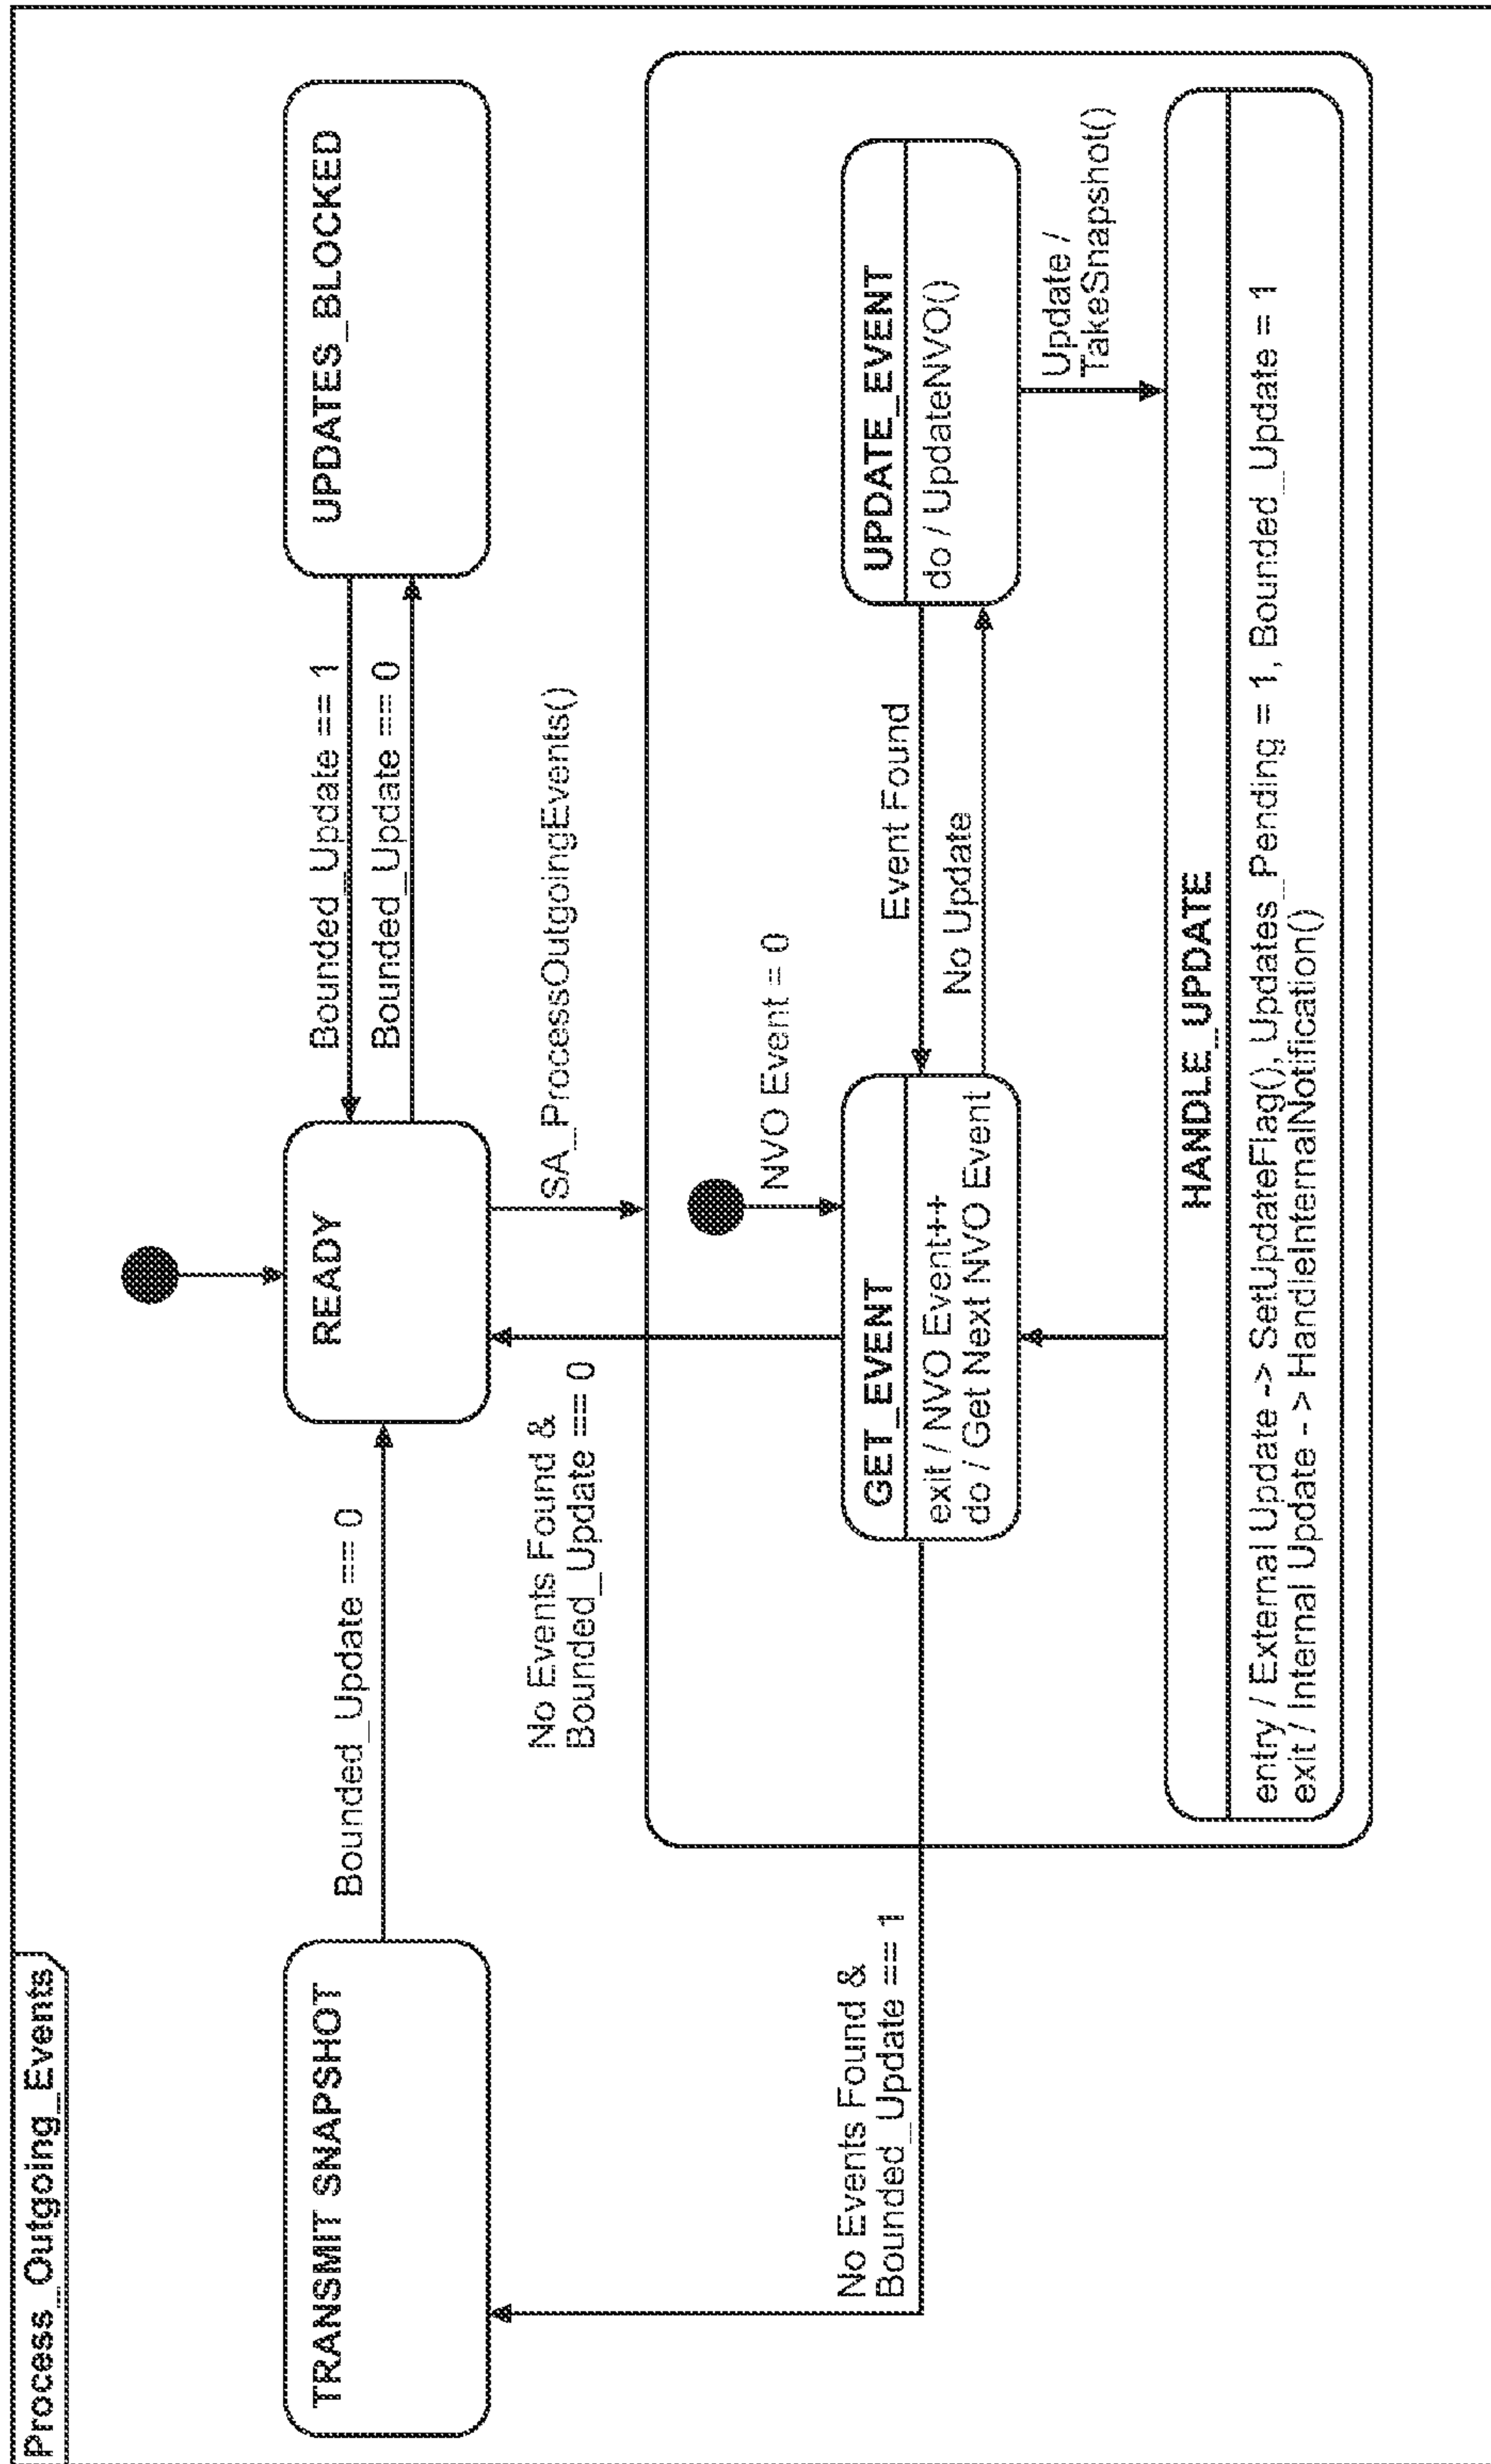 Process_Outgoing_Events
TRANSMIT SNAPSHOT
Bounded_Update == 0
READY
Bounded_Update == 1
Bounded_Update == 0
UPDATES_BLOCKED
No Events Found &
Bounded_Update == 0
SA_ProcessOutgoingEvents()
NVO Event = 0
No Events Found &
Bounded_Update == 1
GET_EVENT
exit / NVO Event++
do / Get Next NVO Event
Event Found
No Update
UPDATE_EVENT
do / UpdateNVO()
Update /
TakeSnapshot()
HANDLE_UPDATE
entry / External Update -> SetUpdateFlag(), Updates_Pending = 1, Bounded_Update = 1
exit / Internal Update - > HandleInternalNotification()